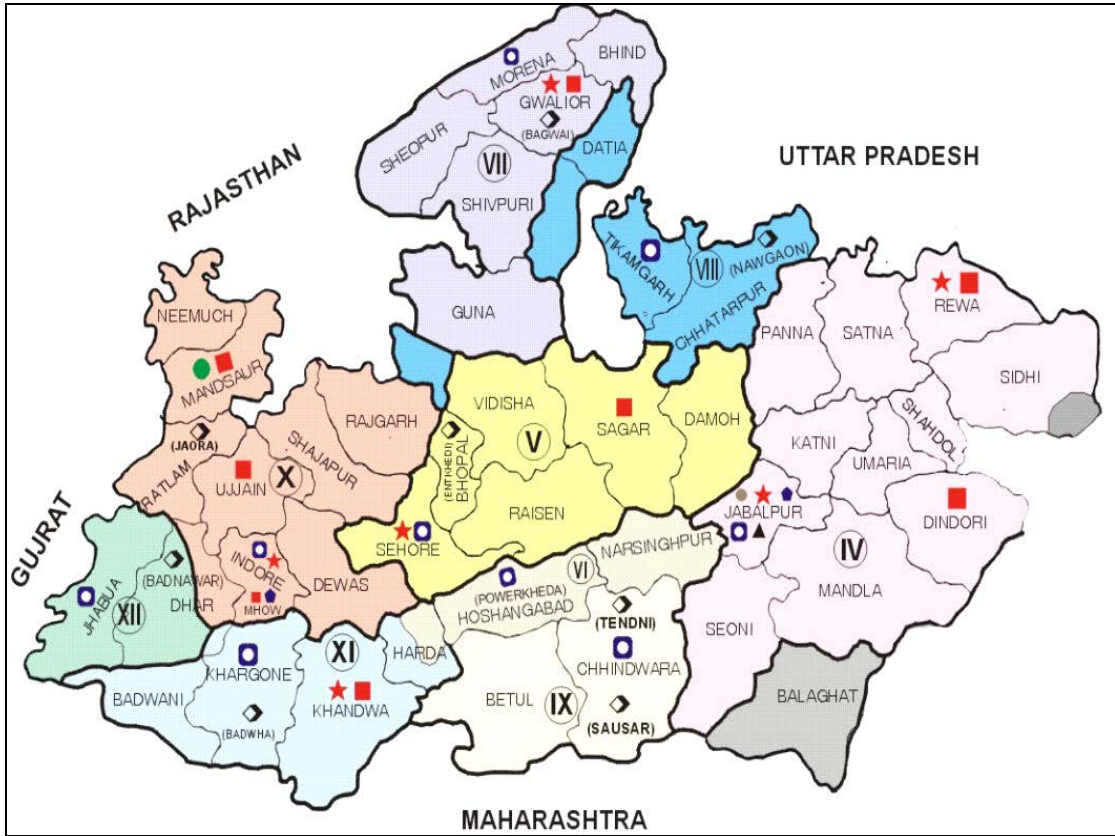 MORENA
BHIND
GWALIOR
(BAGWAI)
SHEOPUR
DATIA
VII
SHIVPURI
RAJASTHAN
UTTAR PRADESH
TIKAMGARH
VIII
(NAWGAON)
CHHATARPUR
NEEMUCH
GUNA
REWA
PANNA
SATNA
SIDHI
MANDSAUR
VIDISHA
RAJGARH
SAGAR
DAMOH
SHAHDOL
(JAORA)
SHAJAPUR
(ENTKHEDI)
BHOPAL
V
KATNI
UMARIA
RATLAM
UJJAIN
X
RAISEN
JABALPUR
DINDORI
GUJRAT
SEHORE
NARSINGHPUR
IV
INDORE
DEWAS
VI
(BADNAWAR)
(POWERKHEDA)
HOSHANGABAD
MANDLA
JHABUA
XII
DHAR
MHOW
(TENDNI)
SEONI
XI
HARDA
KHARGONE
CHHINDWARA
BADWANI
KHANDWA
BETUL
IX
BALAGHAT
(BADWHA)
(SAUSAR)
MAHARASHTRA